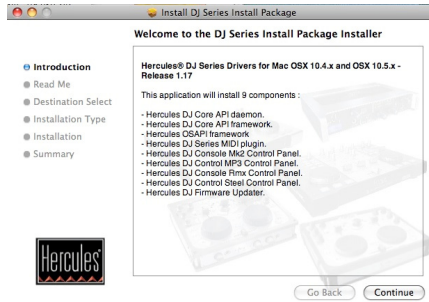 Install DJ Series Install Package
Welcome to the DJ Series Install Package Installer
Introduction
Read Me
Destination Select
Installation Type
Installation
Summary
Hercules® DJ Series Drivers for Mac OSX 10.4.x and OSX 10.5.x -
Release 1.17
This application will install 9 components :
- Hercules DJ Core API daemon.
- Hercules DJ Core API framework.
- Hercules OSAPI framework
- Hercules DJ Series MIDI plugin.
- Hercules DJ Console Mk2 Control Panel.
- Hercules DJ Control MP3 Control Panel.
- Hercules DJ Console Rmx Control Panel.
- Hercules DJ Control Steel Control Panel.
- Hercules DJ Firmware Updater.
Hercules
Go Back
Continue